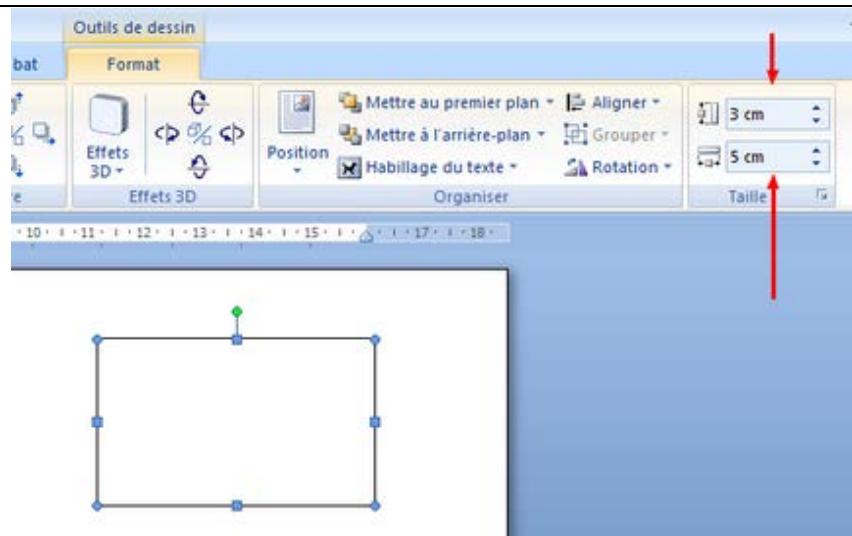 Outils de dessin
bat Format
Effets 3D
Position
Mettre au premier plan
Mettre à l'arrière-plan
Habillage du texte
Aligner
Grouper
Rotation
3 cm
5 cm
e Effets 3D Organiser Taille
10 11 12 13 14 15 17 18